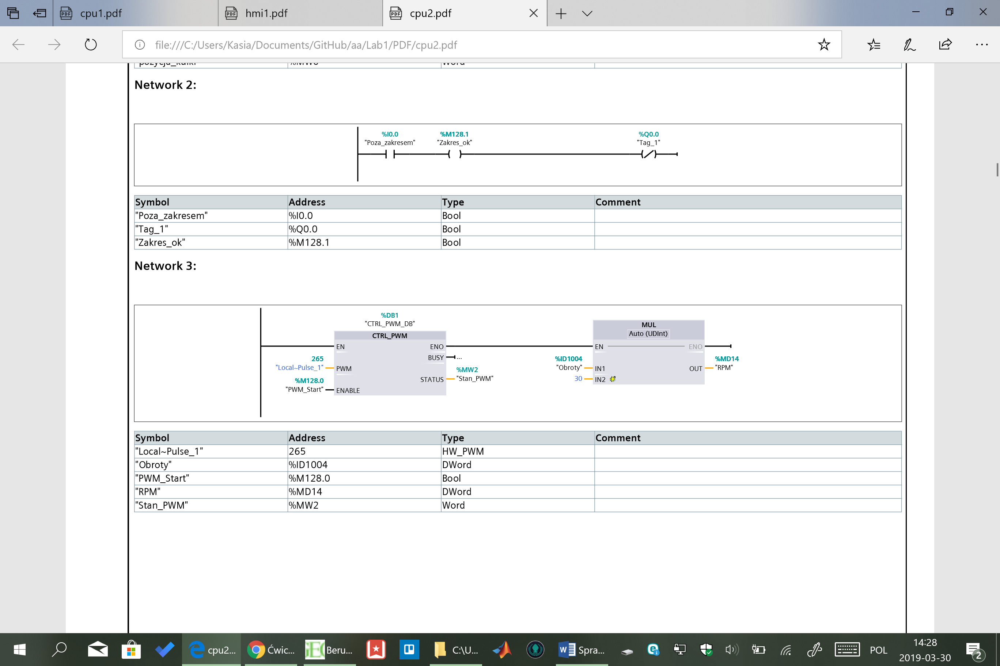 cpu1.pdf
hmi1.pdf
cpu2.pdf
file:///C:/Users/Kasia/Documents/GitHub/aa/Lab1/PDF/cpu2.pdf
Network 2:
%I0.0 %M128.1 %Q0.0
"Poza_zakresem" "Zakres_ok" "Tag_1"
Symbol Address Type Comment
"Poza_zakresem" %I0.0 Bool
"Tag_1" %Q0.0 Bool
"Zakres_ok" %M128.1 Bool
Network 3:
%DB1
"CTRL_PWM_DB"
CTRL_PWM
EN ENO
BUSY ...
265
"Local~Pulse_1" PWM
%MW2
STATUS "Stan_PWM"
%M128.0
"PWM_Start" ENABLE
MUL
Auto (UDInt)
EN ENO
%ID1004 %MD14
"Obroty" IN1 OUT "RPM"
30 IN2
Symbol Address Type Comment
"Local~Pulse_1" 265 HW_PWM
"Obroty" %ID1004 DWord
"PWM_Start" %M128.0 Bool
"RPM" %MD14 DWord
"Stan_PWM" %MW2 Word
cpu2... Ćwic... Beru... C:\U... Spra... POL
14:28
2019-03-30
2